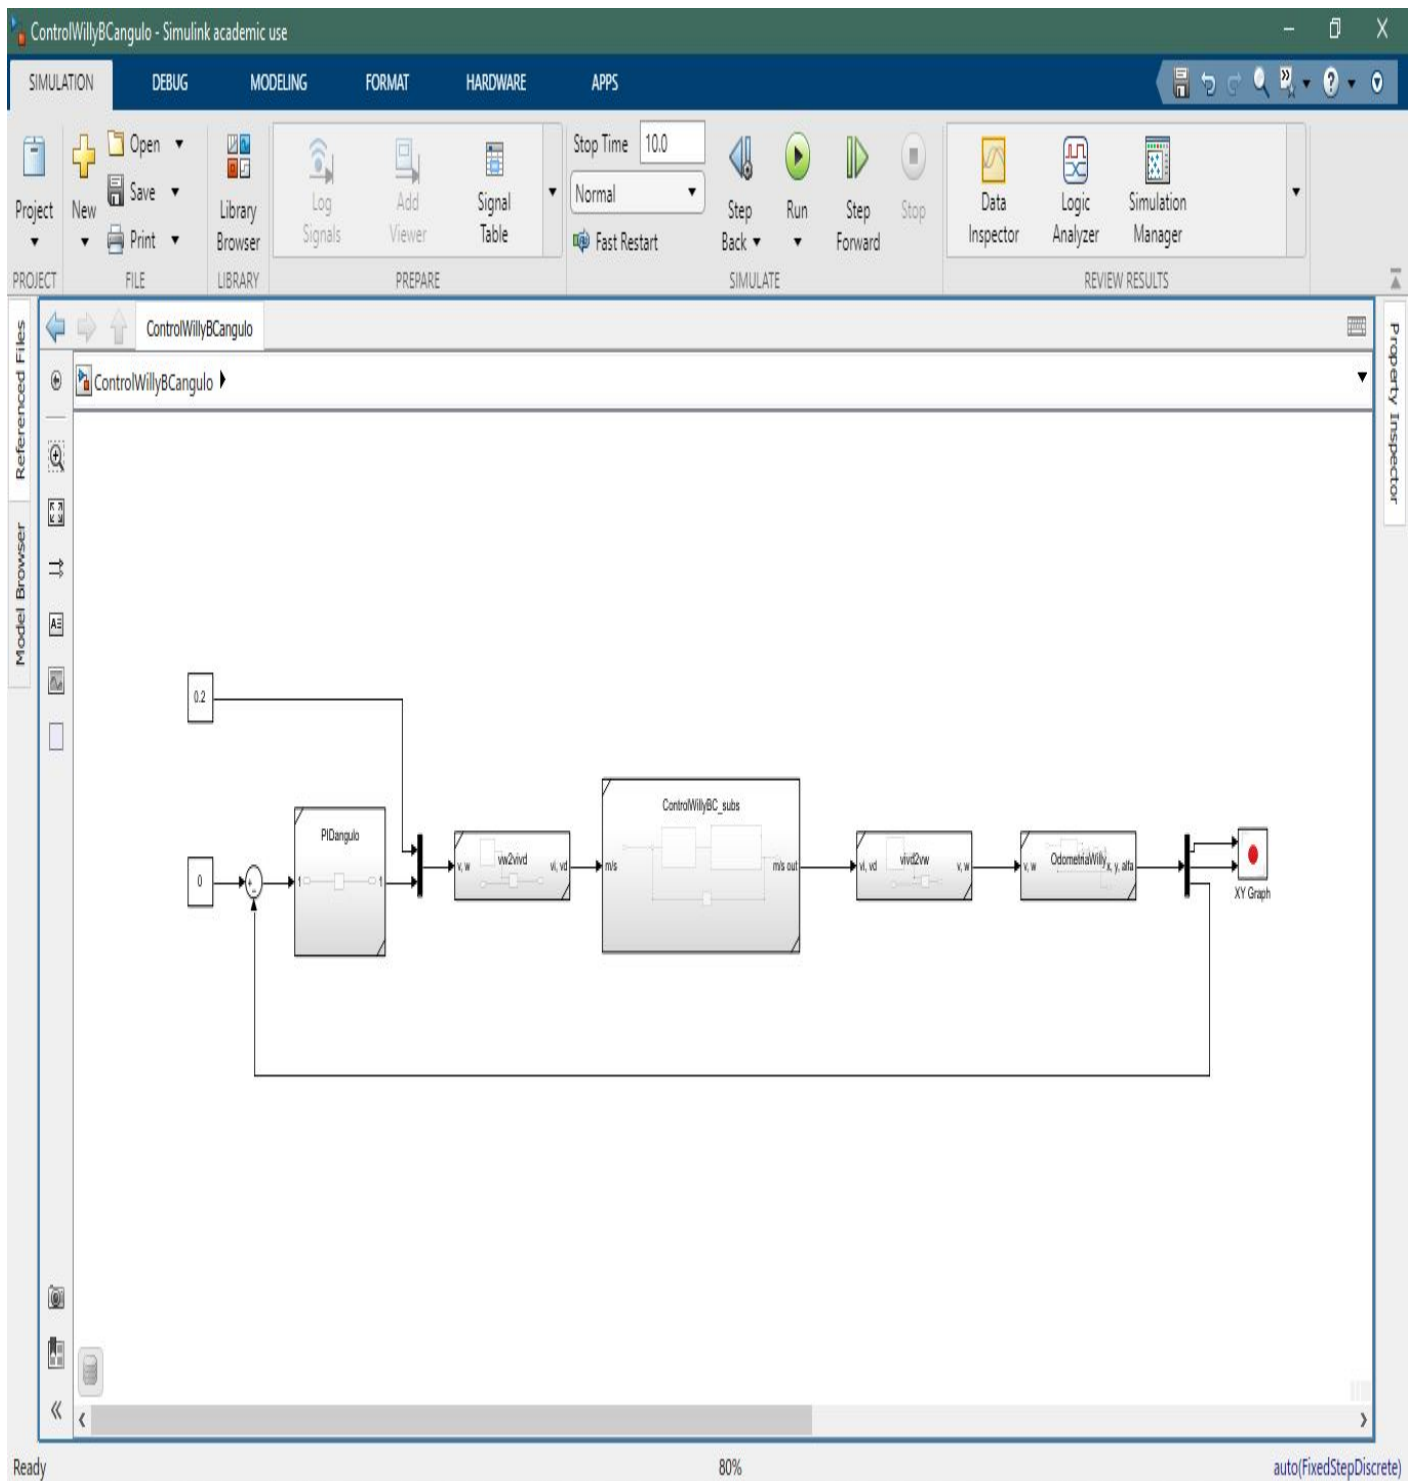 ControlWillyBCangulo - Simulink academic use
SIMULATION DEBUG MODELING FORMAT HARDWARE APPS
Project
PROJECT
New
Open
Save
Print
FILE
Library
Browser
LIBRARY
Log
Signals
Add
Viewer
Signal
Table
PREPARE
Stop Time 10.0
Normal
Fast Restart
Step
Back
Run
Step
Forward
Stop
SIMULATE
Data
Inspector
Logic
Analyzer
Simulation
Manager
REVIEW RESULTS
Referenced Files
Model Browser
Property Inspector
ControlWillyBCangulo
ControlWillyBCangulo
0.2
0
PIDangulo
1 1
v, w vw2vivd vi, vd
ControlWillyBC_subs
m/s m/s out
vi, vd vivd2vw v, w
v, w OdometriaWilly x, y, alfa
XY Graph
Ready
80%
auto(FixedStepDiscrete)